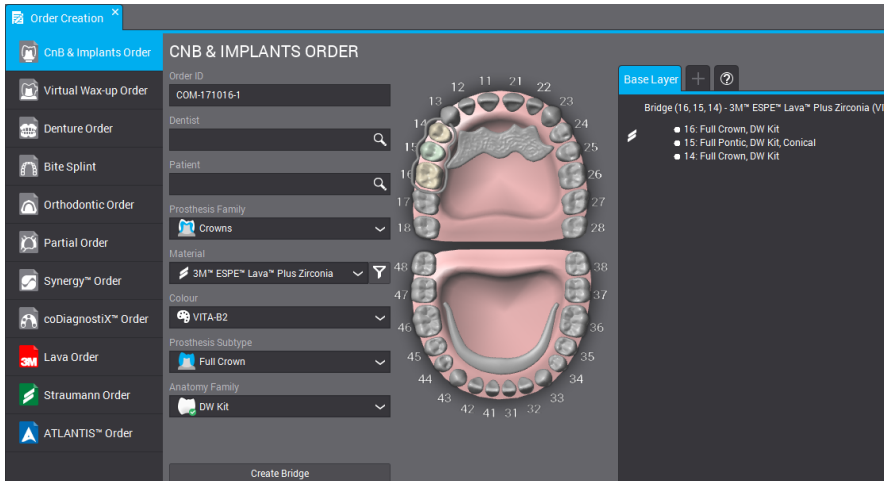 Order Creation ×
CnB & Implants Order
Virtual Wax-up Order
Denture Order
Bite Splint
Orthodontic Order
Partial Order
Synergy™ Order
coDiagnostiX™ Order
3M Lava Order
Straumann Order
ATLANTIS™ Order
CNB & IMPLANTS ORDER
Order ID
COM-171016-1
Dentist
Patient
Prosthesis Family
Crowns
Material
3M™ ESPE™ Lava™ Plus Zirconia
Colour
VITA-B2
Prosthesis Subtype
Full Crown
Anatomy Family
DW Kit
Create Bridge
12 11 21 22
13 23
14 24
15 25
16 26
17 27
18 28
48 38
47 37
46 36
45 35
44 34
43 33
42 41 31 32
Base Layer + ?
Bridge (16, 15, 14) - 3M™ ESPE™ Lava™ Plus Zirconia (VI
16: Full Crown, DW Kit
15: Full Pontic, DW Kit, Conical
14: Full Crown, DW Kit